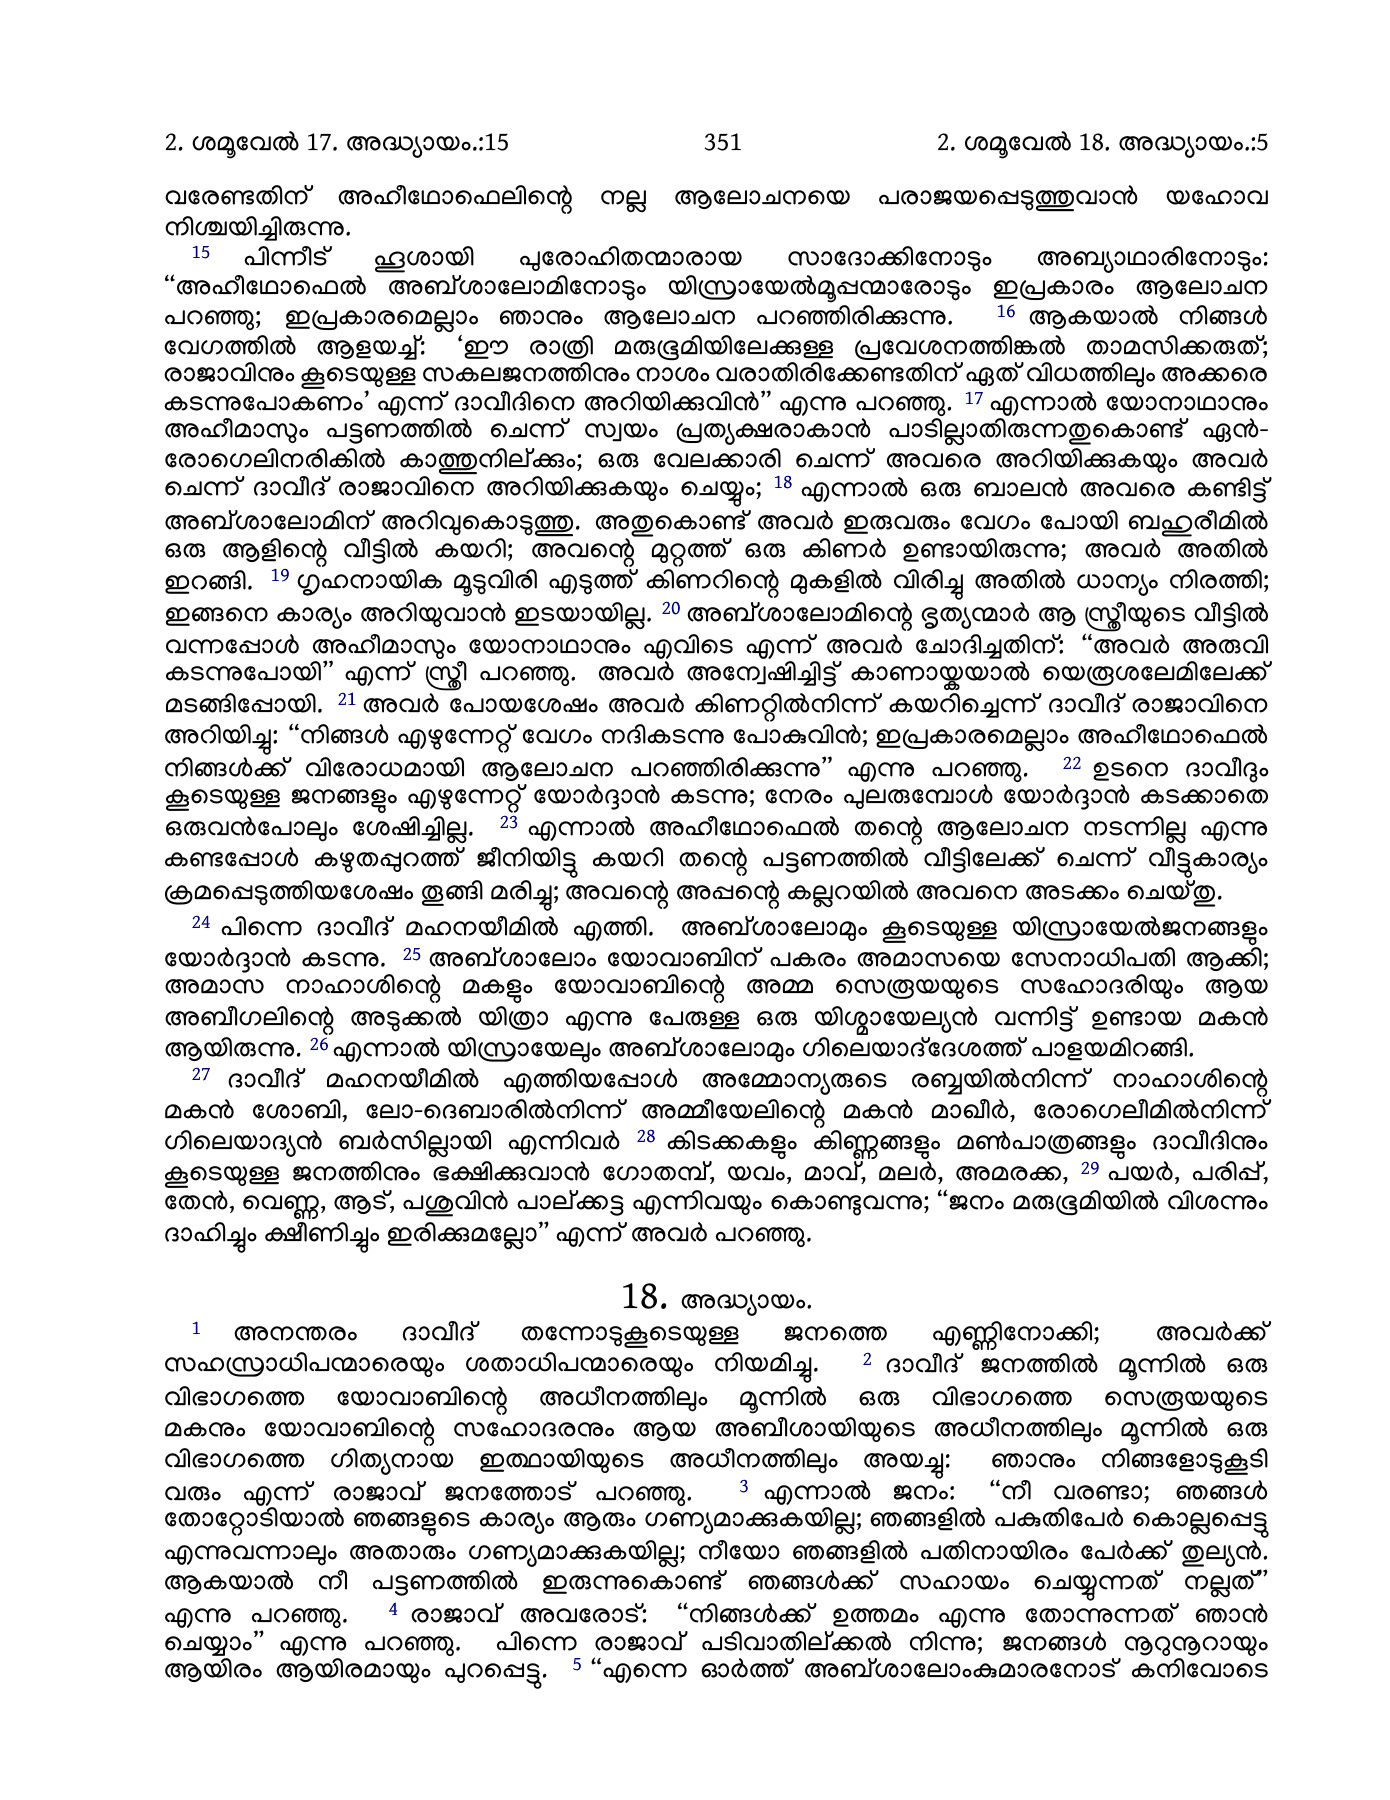 2. ശമൂവേൽ 17. അദ്ധ്യായം.:15 351 2. ശമൂവേൽ 18. അദ്ധ്യായം.:5
വരേണ്ടതിന് അഹീഥോഫെലിന്റെ നല്ല ആലോചനയെ പരാജയപ്പെടുത്തുവാൻ യഹോവ
നിശ്ചയിച്ചിരുന്നു.
15 പിന്നീട് ഹൂശായി പുരോഹിതന്മാരായ സാദോക്കിനോടും അബ്യാഥാരിനോടും:
“അഹീഥോഫെൽ അബ്ശാലോമിനോടും യിസ്രായേൽമൂപ്പന്മാരോടും ഇപ്രകാരം ആലോചന
പറഞ്ഞു; ഇപ്രകാരമെല്ലാം ഞാനും ആലോചന പറഞ്ഞിരിക്കുന്നു. 16 ആകയാൽ നിങ്ങൾ
വേഗത്തിൽ ആളയച്ച്: ‘ഈ രാത്രി മരുഭൂമിയിലേക്കുള്ള പ്രവേശനത്തിങ്കൽ താമസിക്കരുത്;
രാജാവിനും കൂടെയുള്ള സകലജനത്തിനും നാശം വരാതിരിക്കേണ്ടതിന് ഏത് വിധത്തിലും അക്കരെ
കടന്നുപോകണം’ എന്ന് ദാവീദിനെ അറിയിക്കുവിൻ” എന്നു പറഞ്ഞു. 17 എന്നാൽ യോനാഥാനും
അഹീമാസും പട്ടണത്തിൽ ചെന്ന് സ്വയം പ്രത്യക്ഷരാകാൻ പാടില്ലാതിരുന്നതുകൊണ്ട് ഏൻ-
രോഗെലിനരികിൽ കാത്തുനില്ക്കും; ഒരു വേലക്കാരി ചെന്ന് അവരെ അറിയിക്കുകയും അവർ
ചെന്ന് ദാവീദ് രാജാവിനെ അറിയിക്കുകയും ചെയ്യും; 18 എന്നാൽ ഒരു ബാലൻ അവരെ കണ്ടിട്ട്
അബ്ശാലോമിന് അറിവുകൊടുത്തു. അതുകൊണ്ട് അവർ ഇരുവരും വേഗം പോയി ബഹുരീമിൽ
ഒരു ആളിന്റെ വീട്ടിൽ കയറി; അവന്റെ മുറ്റത്ത് ഒരു കിണർ ഉണ്ടായിരുന്നു; അവർ അതിൽ
ഇറങ്ങി. 19 ഗൃഹനായിക മൂടുവിരി എടുത്ത് കിണറിന്റെ മുകളിൽ വിരിച്ചു അതിൽ ധാന്യം നിരത്തി;
ഇങ്ങനെ കാര്യം അറിയുവാൻ ഇടയായില്ല. 20 അബ്ശാലോമിന്റെ ഭൃത്യന്മാർ ആ സ്ത്രീയുടെ വീട്ടിൽ
വന്നപ്പോൾ അഹീമാസും യോനാഥാനും എവിടെ എന്ന് അവർ ചോദിച്ചതിന്: “അവർ അരുവി
കടന്നുപോയി” എന്ന് സ്ത്രീ പറഞ്ഞു. അവർ അന്വേഷിച്ചിട്ട് കാണായ്കയാൽ യെരൂശലേമിലേക്ക്
മടങ്ങിപ്പോയി. 21 അവർ പോയശേഷം അവർ കിണറ്റിൽനിന്ന് കയറിച്ചെന്ന് ദാവീദ് രാജാവിനെ
അറിയിച്ചു: “നിങ്ങൾ എഴുന്നേറ്റ് വേഗം നദികടന്നു പോകുവിൻ; ഇപ്രകാരമെല്ലാം അഹീഥോഫെൽ
നിങ്ങൾക്ക് വിരോധമായി ആലോചന പറഞ്ഞിരിക്കുന്നു” എന്നു പറഞ്ഞു. 22 ഉടനെ ദാവീദും
കൂടെയുള്ള ജനങ്ങളും എഴുന്നേറ്റ് യോർദ്ദാൻ കടന്നു; നേരം പുലരുമ്പോൾ യോർദ്ദാൻ കടക്കാതെ
ഒരുവൻപോലും ശേഷിച്ചില്ല. 23 എന്നാൽ അഹീഥോഫെൽ തന്റെ ആലോചന നടന്നില്ല എന്നു
കണ്ടപ്പോൾ കഴുതപ്പുറത്ത് ജീനിയിട്ടു കയറി തന്റെ പട്ടണത്തിൽ വീട്ടിലേക്ക് ചെന്ന് വീട്ടുകാര്യം
ക്രമപ്പെടുത്തിയശേഷം തൂങ്ങി മരിച്ചു; അവന്റെ അപ്പന്റെ കല്ലറയിൽ അവനെ അടക്കം ചെയ്തു.
24 പിന്നെ ദാവീദ് മഹനയീമിൽ എത്തി. അബ്ശാലോമും കൂടെയുള്ള യിസ്രായേൽജനങ്ങളും
യോർദ്ദാൻ കടന്നു. 25 അബ്ശാലോം യോവാബിന് പകരം അമാസയെ സേനാധിപതി ആക്കി;
അമാസ നാഹാശിന്റെ മകളും യോവാബിന്റെ അമ്മ സെരൂയയുടെ സഹോദരിയും ആയ
അബീഗലിന്റെ അടുക്കൽ യിത്രാ എന്നു പേരുള്ള ഒരു യിശ്മായേല്യൻ വന്നിട്ട് ഉണ്ടായ മകൻ
ആയിരുന്നു. 26 എന്നാൽ യിസ്രായേലും അബ്ശാലോമും ഗിലെയാദ്ദേശത്ത് പാളയമിറങ്ങി.
27 ദാവീദ് മഹനയീമിൽ എത്തിയപ്പോൾ അമ്മോന്യരുടെ രബ്ബയിൽനിന്ന് നാഹാശിന്റെ
മകൻ ശോബി, ലോ-ദെബാരിൽനിന്ന് അമ്മീയേലിന്റെ മകൻ മാഖീർ, രോഗെലീമിൽനിന്ന്
ഗിലെയാദ്യൻ ബർസില്ലായി എന്നിവർ 28 കിടക്കകളും കിണ്ണങ്ങളും മൺപാത്രങ്ങളും ദാവീദിനും
കൂടെയുള്ള ജനത്തിനും ഭക്ഷിക്കുവാൻ ഗോതമ്പ്, യവം, മാവ്, മലർ, അമരക്ക, 29 പയർ, പരിപ്പ്,
തേൻ, വെണ്ണ, ആട്, പശുവിൻ പാല്ക്കട്ട എന്നിവയും കൊണ്ടുവന്നു; “ജനം മരുഭൂമിയിൽ വിശന്നും
ദാഹിച്ചും ക്ഷീണിച്ചും ഇരിക്കുമല്ലോ” എന്ന് അവർ പറഞ്ഞു.
18. അദ്ധ്യായം.
1 അനന്തരം ദാവീദ് തന്നോടുകൂടെയുള്ള ജനത്തെ എണ്ണിനോക്കി; അവർക്ക്
സഹസ്രാധിപന്മാരെയും ശതാധിപന്മാരെയും നിയമിച്ചു. 2 ദാവീദ് ജനത്തിൽ മൂന്നിൽ ഒരു
വിഭാഗത്തെ യോവാബിന്റെ അധീനത്തിലും മൂന്നിൽ ഒരു വിഭാഗത്തെ സെരൂയയുടെ
മകനും യോവാബിന്റെ സഹോദരനും ആയ അബീശായിയുടെ അധീനത്തിലും മൂന്നിൽ ഒരു
വിഭാഗത്തെ ഗിത്യനായ ഇത്ഥായിയുടെ അധീനത്തിലും അയച്ചു: ഞാനും നിങ്ങളോടുകൂടി
വരും എന്ന് രാജാവ് ജനത്തോട് പറഞ്ഞു. 3 എന്നാൽ ജനം: “നീ വരണ്ടാ; ഞങ്ങൾ
തോറ്റോടിയാൽ ഞങ്ങളുടെ കാര്യം ആരും ഗണ്യമാക്കുകയില്ല; ഞങ്ങളിൽ പകുതിപേർ കൊല്ലപ്പെട്ടു
എന്നുവന്നാലും അതാരും ഗണ്യമാക്കുകയില്ല; നീയോ ഞങ്ങളിൽ പതിനായിരം പേർക്ക് തുല്യൻ.
ആകയാൽ നീ പട്ടണത്തിൽ ഇരുന്നുകൊണ്ട് ഞങ്ങൾക്ക് സഹായം ചെയ്യുന്നത് നല്ലത്”
എന്നു പറഞ്ഞു. 4 രാജാവ് അവരോട്: “നിങ്ങൾക്ക് ഉത്തമം എന്നു തോന്നുന്നത് ഞാൻ
ചെയ്യാം” എന്നു പറഞ്ഞു. പിന്നെ രാജാവ് പടിവാതില്ക്കൽ നിന്നു; ജനങ്ങൾ നൂറുനൂറായും
ആയിരം ആയിരമായും പുറപ്പെട്ടു. 5 “എന്നെ ഓർത്ത് അബ്ശാലോംകുമാരനോട് കനിവോടെ